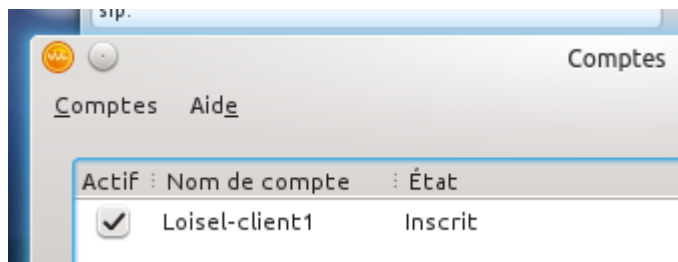 sip:
Comptes
Comptes Aide
Actif Nom de compte État
Loisel-client1 Inscrit